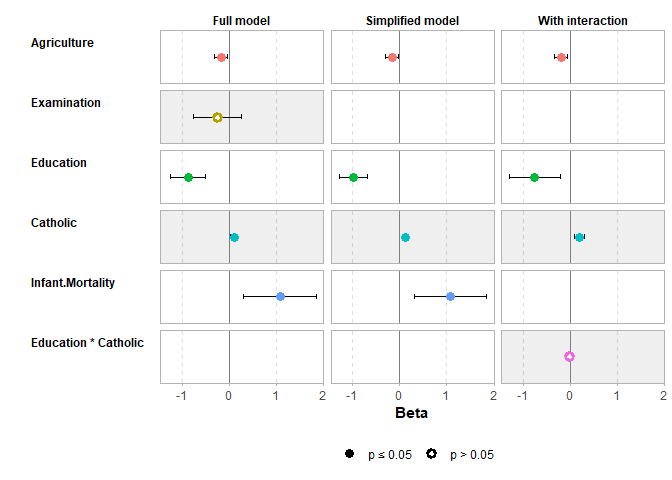 Full model Simplified model With interaction
Agriculture
Examination
Education
Catholic
Infant.Mortality
Education * Catholic
-1 0 1 2 -1 0 1 2 -1 0 1 2
Beta
p ≤ 0.05 p > 0.05